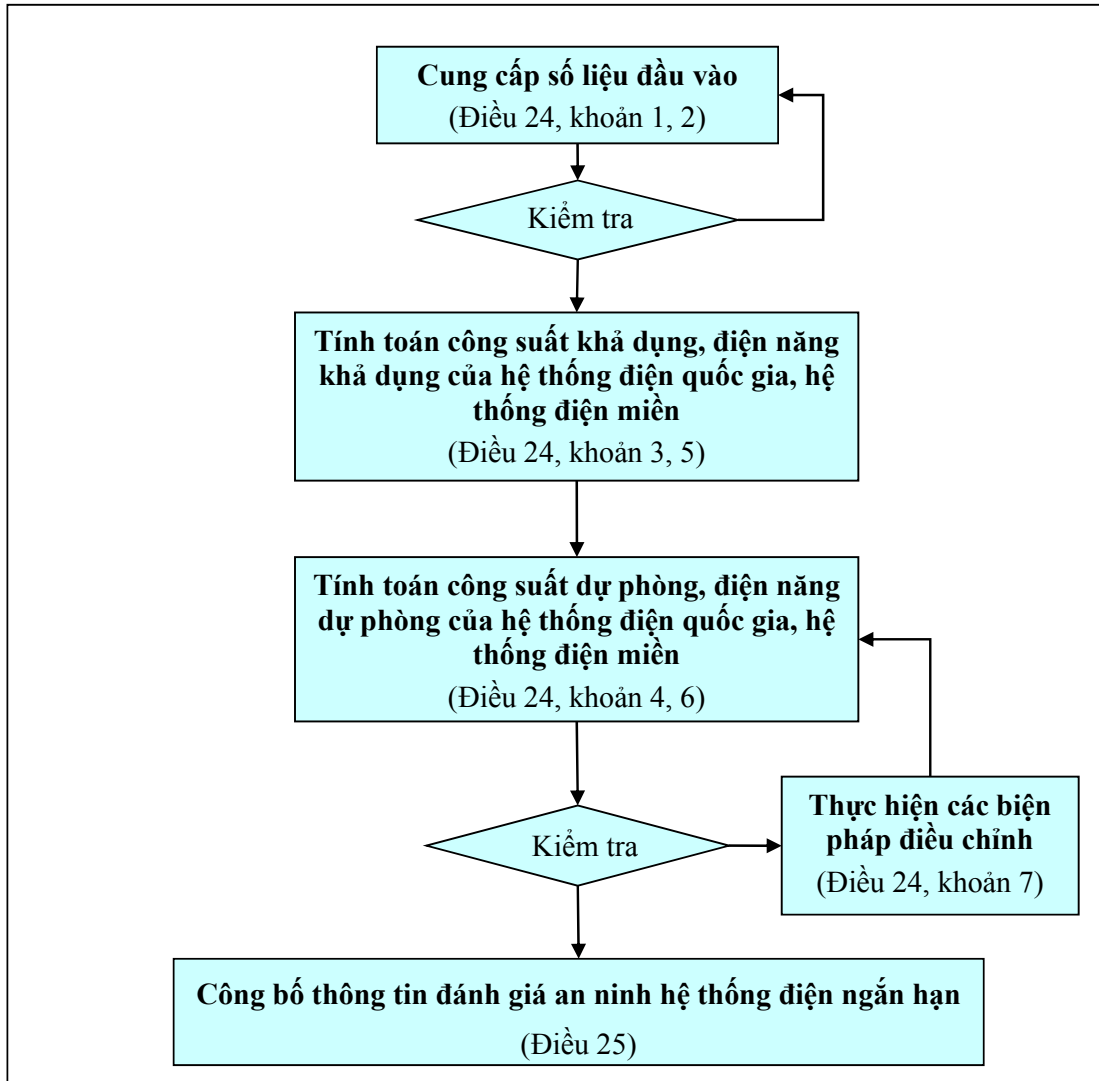 Cung cấp số liệu đầu vào
(Điều 24, khoản 1, 2)
Kiểm tra
Tính toán công suất khả dụng, điện năng
khả dụng của hệ thống điện quốc gia, hệ
thống điện miền
(Điều 24, khoản 3, 5)
Tính toán công suất dự phòng, điện năng
dự phòng của hệ thống điện quốc gia, hệ
thống điện miền
(Điều 24, khoản 4, 6)
Kiểm tra
Thực hiện các biện
pháp điều chỉnh
(Điều 24, khoản 7)
Công bố thông tin đánh giá an ninh hệ thống điện ngắn hạn
(Điều 25)